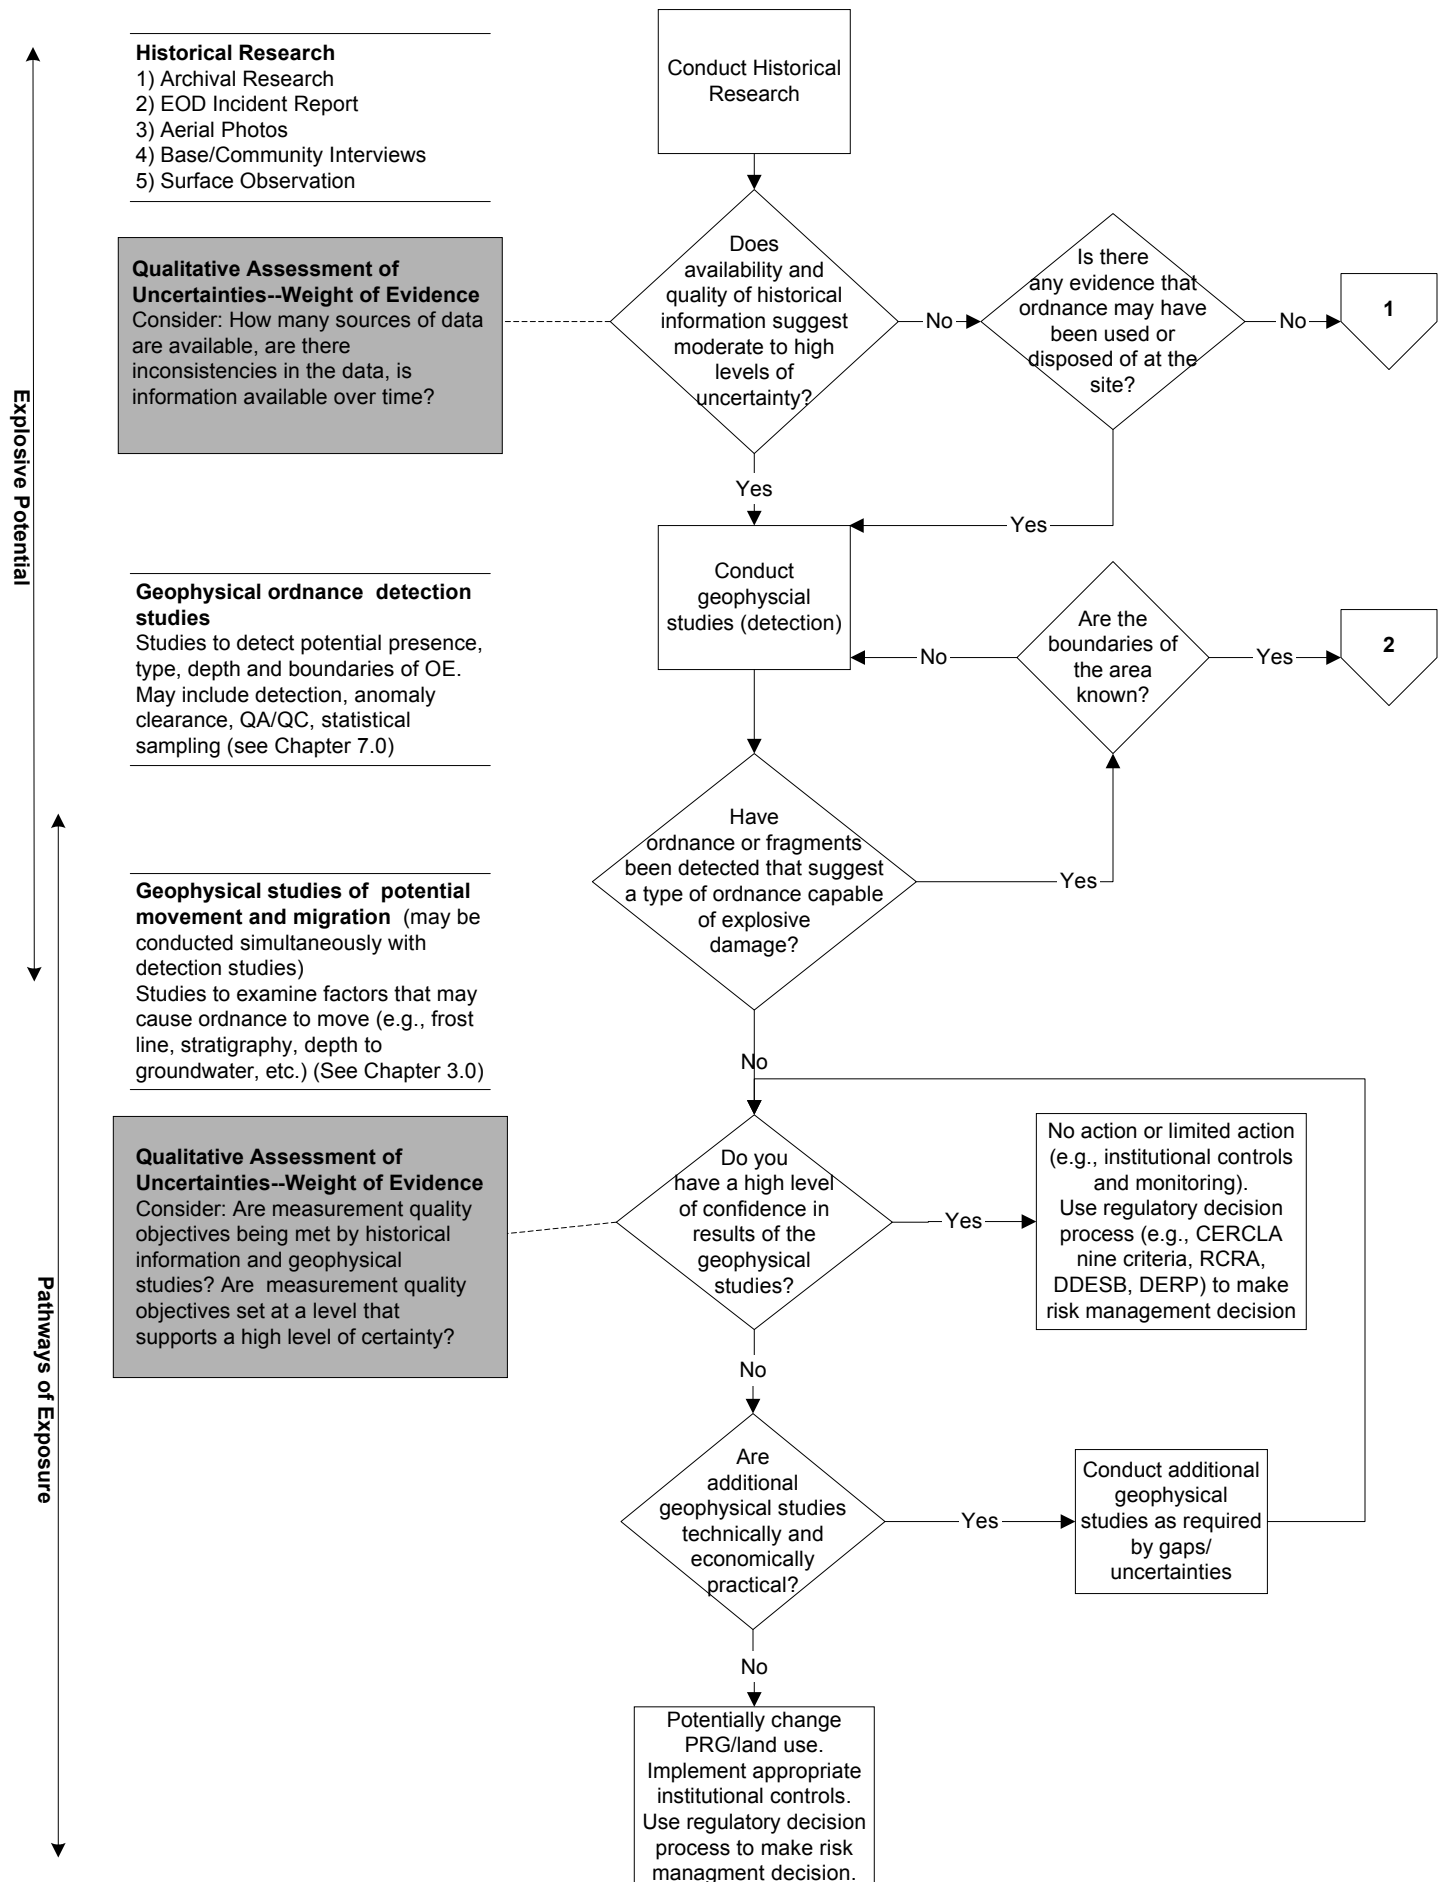 Historical Research
1) Archival Research
2) EOD Incident Report
3) Aerial Photos
4) Base/Community Interviews
5) Surface Observation
Conduct Historical
Research
Qualitative Assessment of
Uncertainties--Weight of Evidence
Consider: How many sources of data
are available, are there
inconsistencies in the data, is
information available over time?
Does
availability and
quality of historical
information suggest
moderate to high
levels of
uncertainty?
No
Is there
any evidence that
ordnance may have
been used or
disposed of at the
site?
No
1
Explosive Potential
Yes
Yes
Geophysical ordnance detection
studies
Studies to detect potential presence,
type, depth and boundaries of OE.
May include detection, anomaly
clearance, QA/QC, statistical
sampling (see Chapter 7.0)
Conduct
geophyscial
studies (detection)
No
Are the
boundaries of
the area
known?
Yes
2
Have
ordnance or fragments
been detected that suggest
a type of ordnance capable
of explosive
damage?
Yes
Geophysical studies of potential
movement and migration (may be
conducted simultaneously with
detection studies)
Studies to examine factors that may
cause ordnance to move (e.g., frost
line, stratigraphy, depth to
groundwater, etc.) (See Chapter 3.0)
No
Qualitative Assessment of
Uncertainties--Weight of Evidence
Consider: Are measurement quality
objectives being met by historical
information and geophysical
studies? Are measurement quality
objectives set at a level that
supports a high level of certainty?
Do you
have a high level
of confidence in
results of the
geophysical
studies?
Yes
No action or limited action
(e.g., institutional controls
and monitoring).
Use regulatory decision
process (e.g., CERCLA
nine criteria, RCRA,
DDESB, DERP) to make
risk management decision
Pathways of Exposure
No
Are
additional
geophysical studies
technically and
economically
practical?
Yes
Conduct additional
geophysical
studies as required
by gaps/
uncertainties
No
Potentially change
PRG/land use.
Implement appropriate
institutional controls.
Use regulatory decision
process to make risk
managment decision.